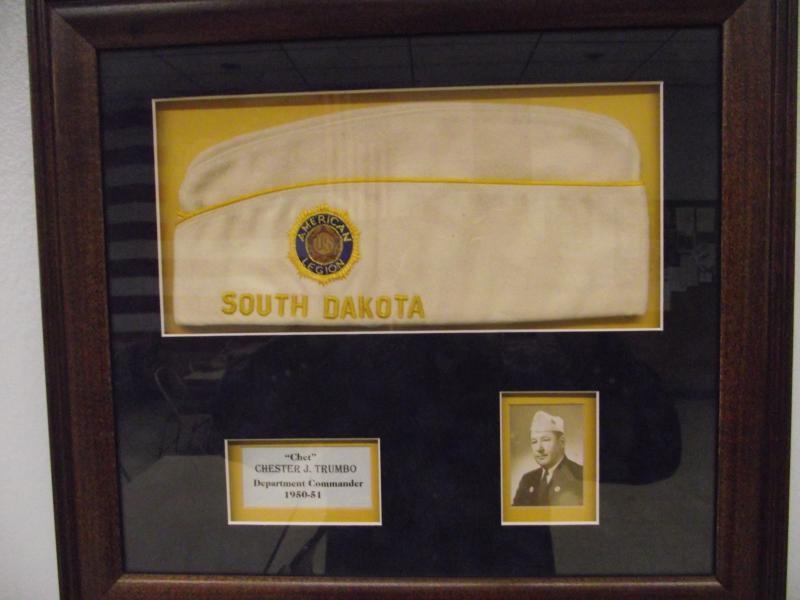 AMERICAN
US
LEGION
SOUTH DAKOTA
"Chet"
CHESTER J. TRUMBO
Department Commander
1950-51